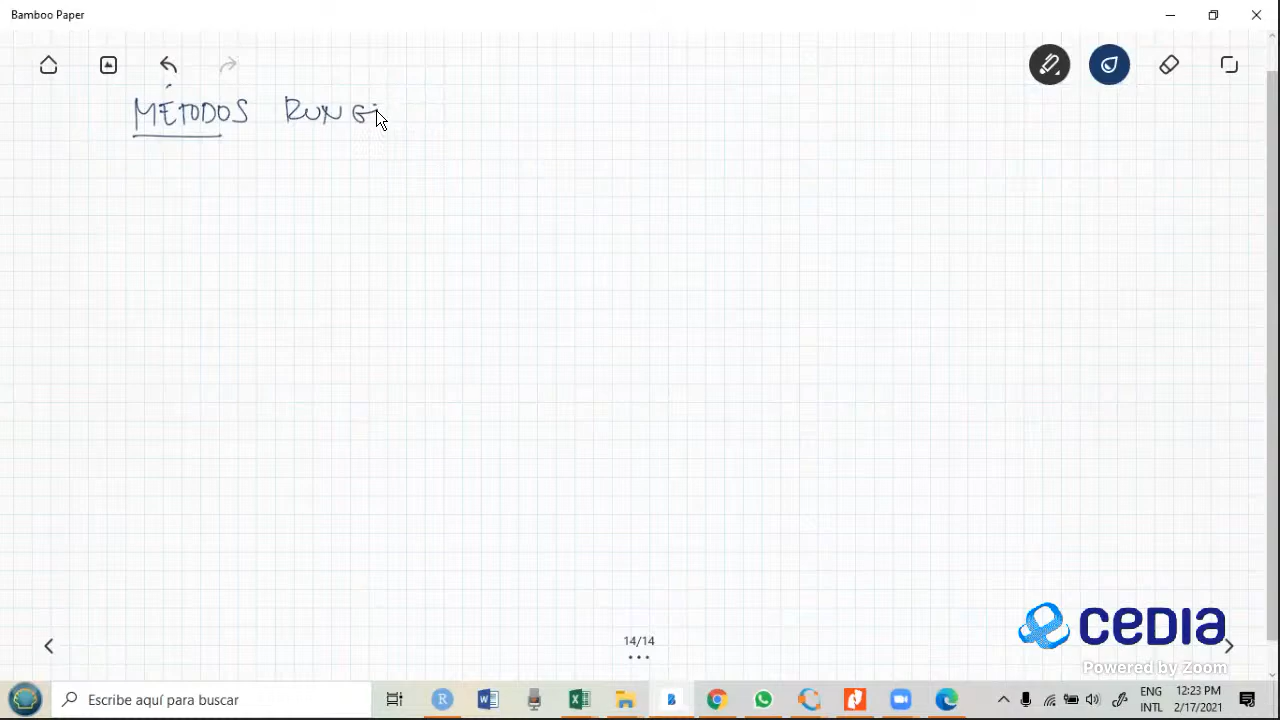 Bamboo Paper
MÉTODOS RUNG
14/14
cedia
Powered by Zoom
Escribe aquí para buscar
ENG
INTL
12:23 PM
2/17/2021